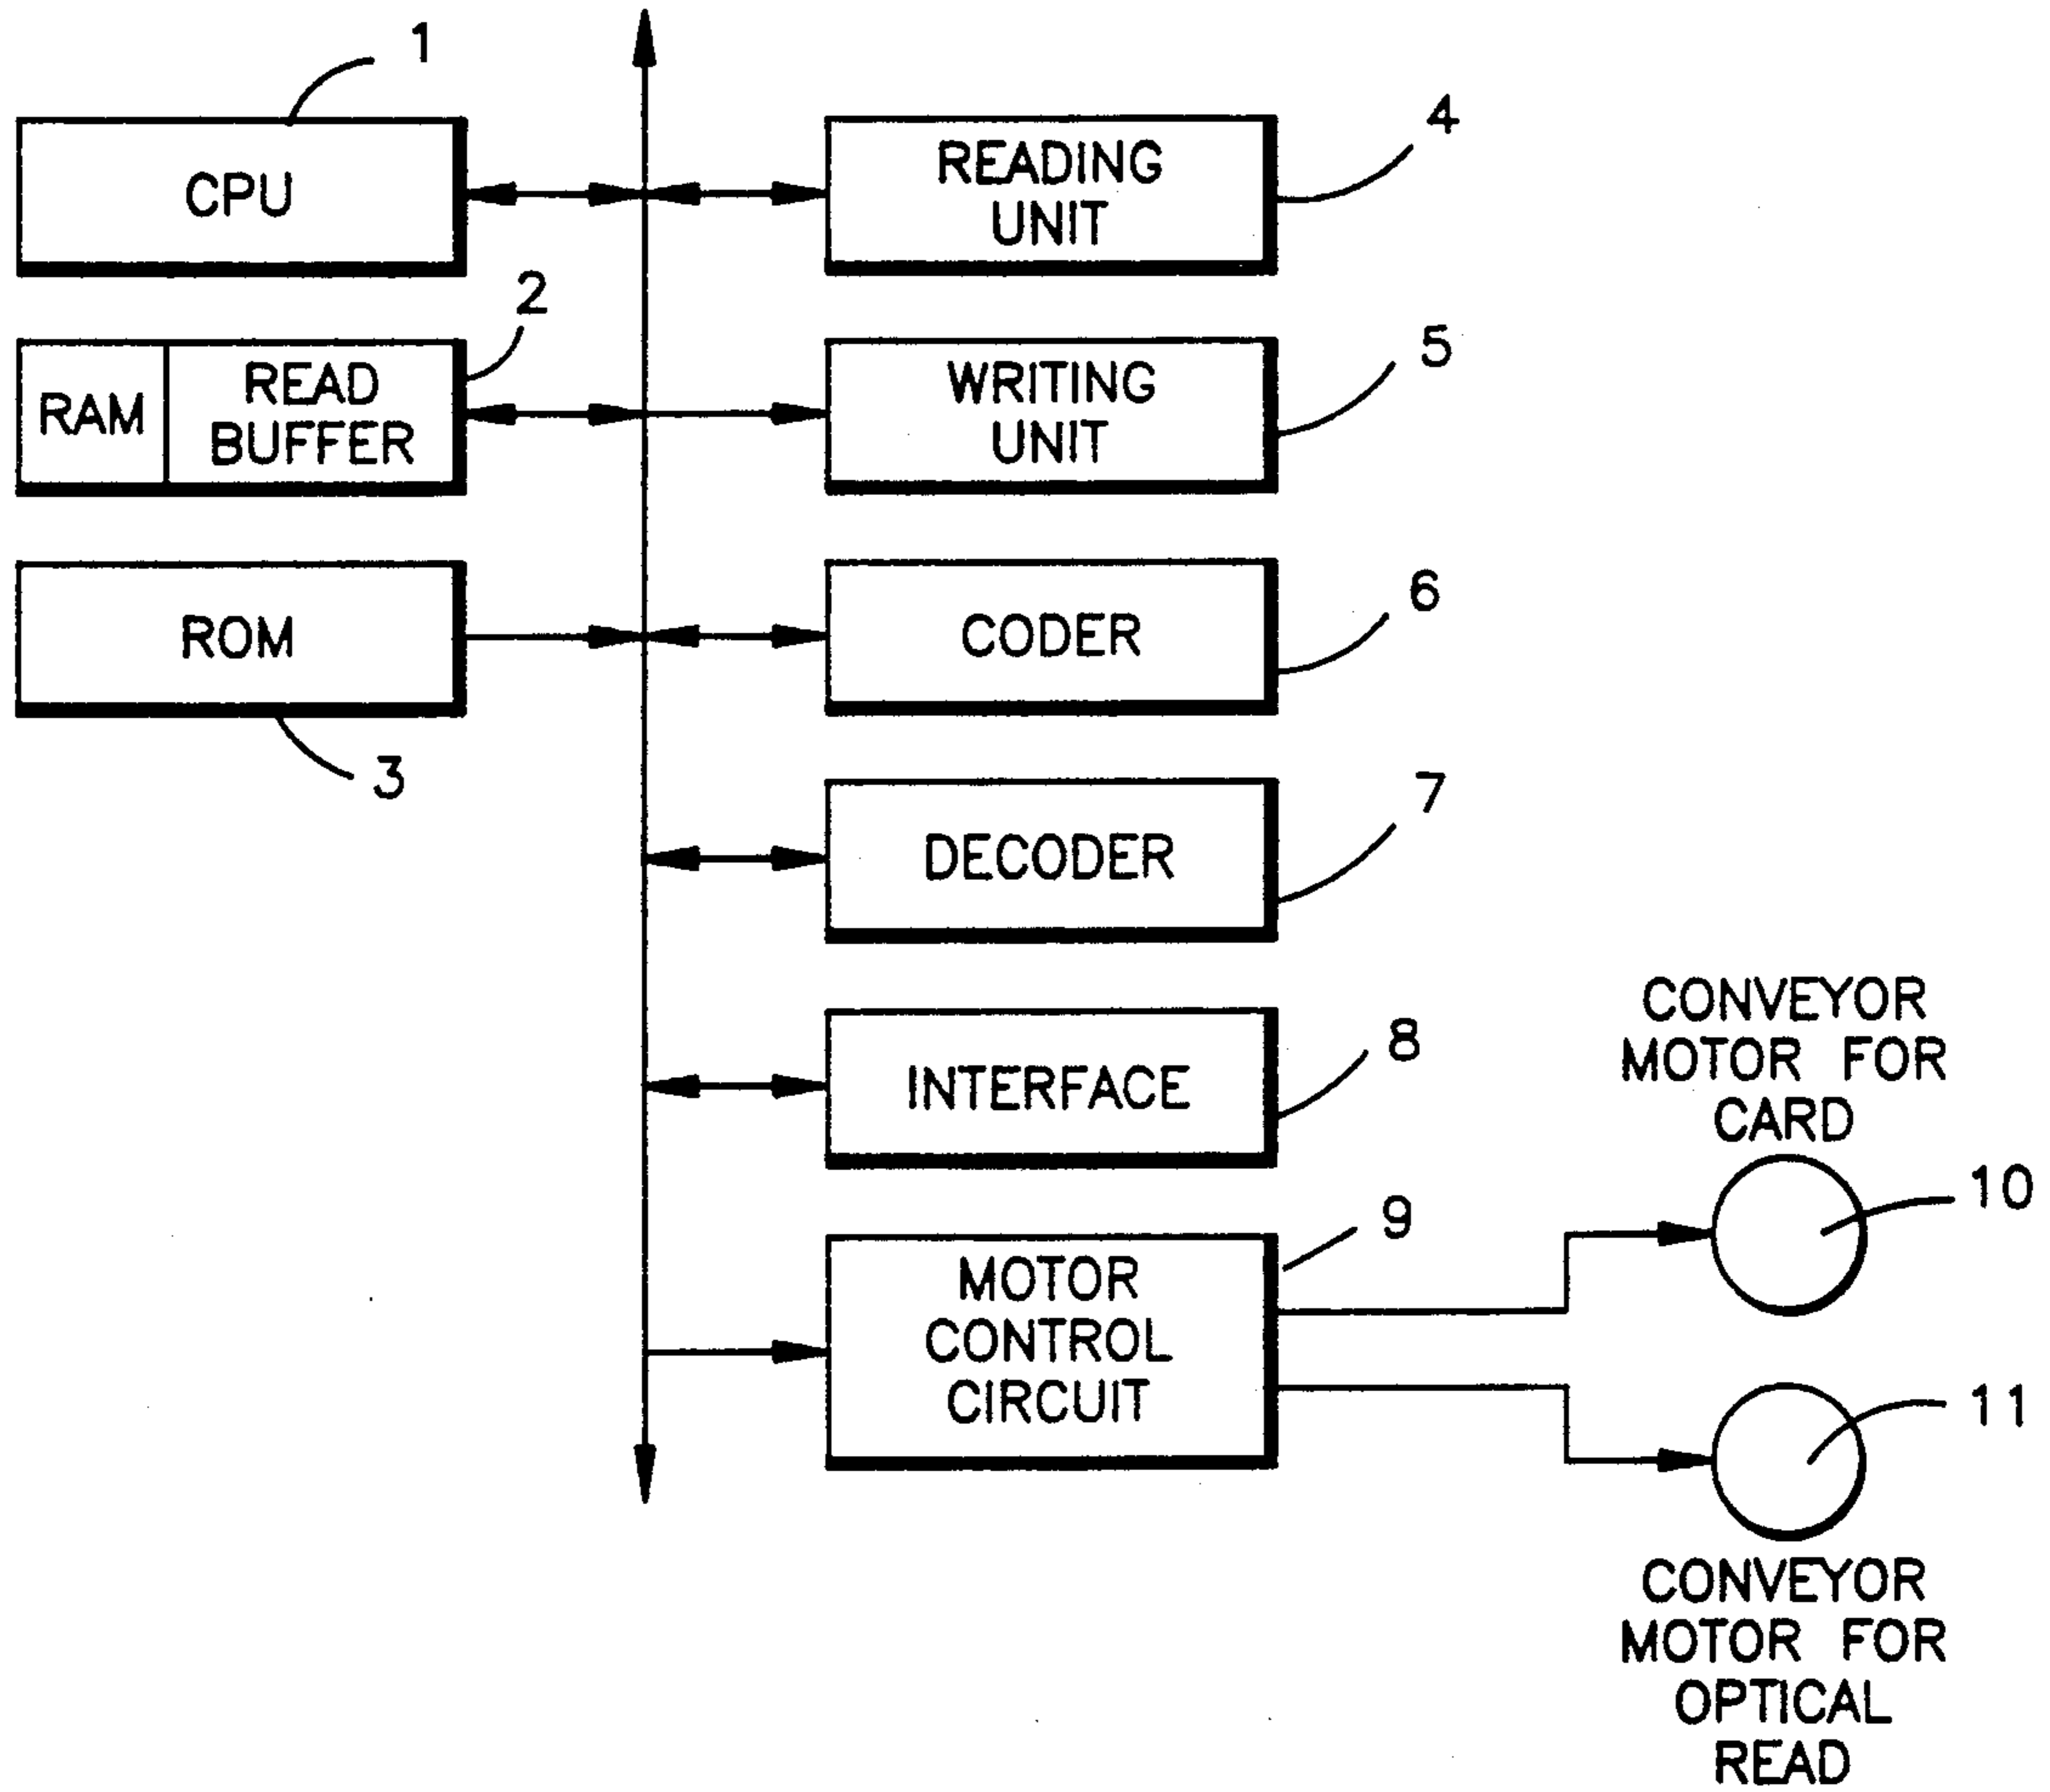 1
CPU
2
RAM
READ
BUFFER
ROM
3
READING
UNIT
4
WRITING
UNIT
5
CODER
6
DECODER
7
INTERFACE
8
MOTOR
CONTROL
CIRCUIT
9
CONVEYOR
MOTOR FOR
CARD
10
11
CONVEYOR
MOTOR FOR
OPTICAL
READ